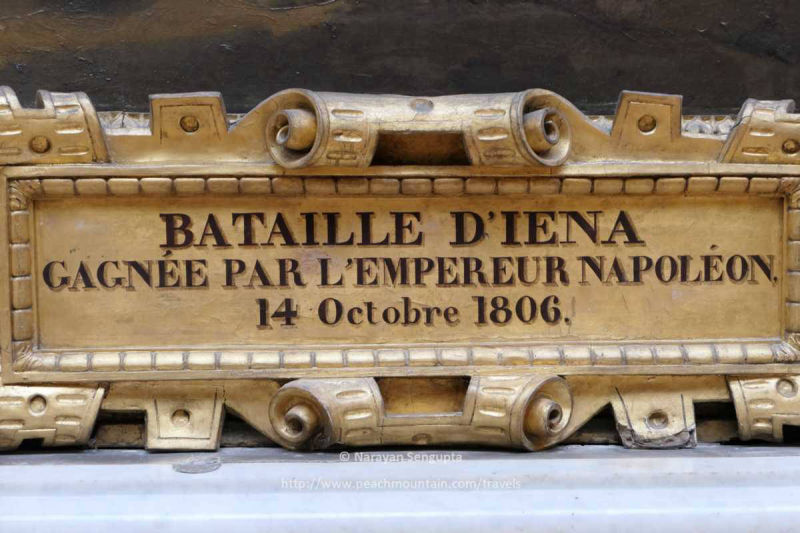 BATAILLE D'IENA
GAGNÉE PAR L'EMPEREUR NAPOLÉON.
14 Octobre 1806.
© Narayan Sengupta
http://www.peachmountain.com/travels